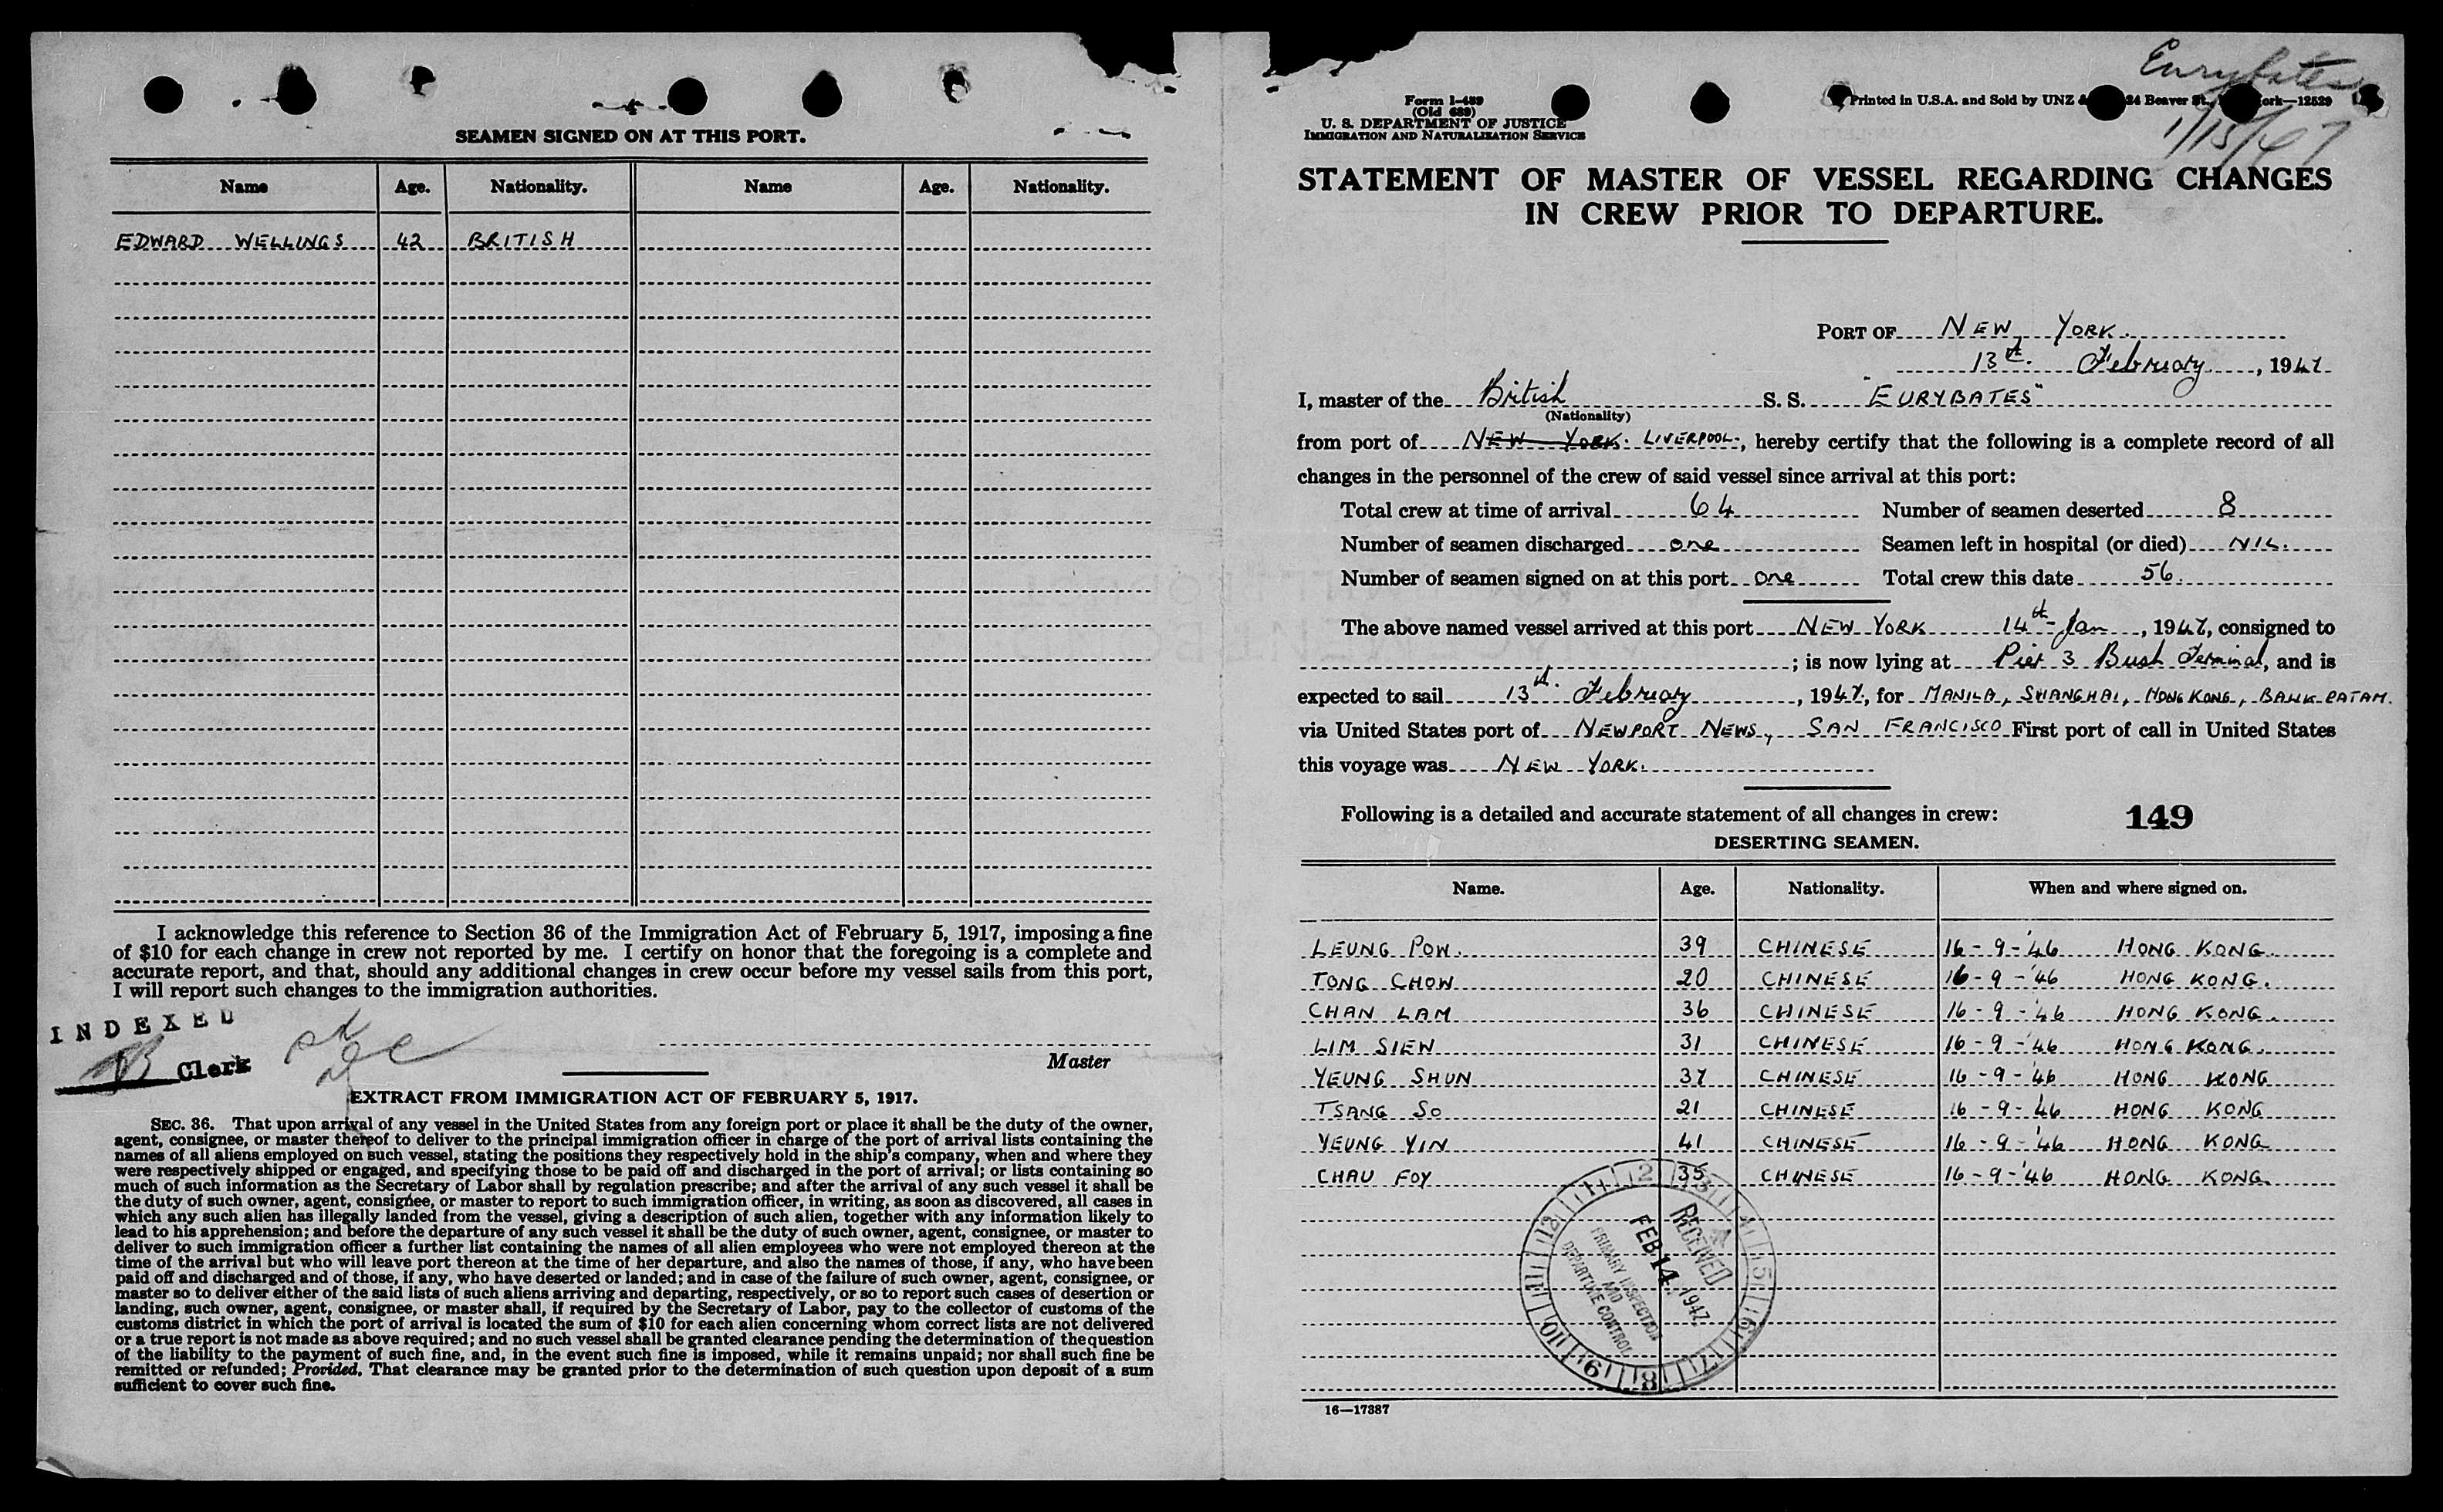 SEAMEN SIGNED ON AT THIS PORT.
Name Age. Nationality. Name Age. Nationality.
EDWARD WELLINGS 42 BRITISH
I acknowledge this reference to Section 36 of the Immigration Act of February 5, 1917, imposing a fine
of $10 for each change in crew not reported by me. I certify on honor that the foregoing is a complete and
accurate report, and that, should any additional changes in crew occur before my vessel sails from this port,
I will report such changes to the immigration authorities.
INDEXED
Clerk
Master
EXTRACT FROM IMMIGRATION ACT OF FEBRUARY 5, 1917.
SEC. 36. That upon arrival of any vessel in the United States from any foreign port or place it shall be the duty of the owner,
agent, consignee, or master thereof to deliver to the principal immigration officer in charge of the port of arrival lists containing the
names of all aliens employed on such vessel, stating the positions they respectively hold in the ship's company, when and where they
were respectively shipped or engaged, and specifying those to be paid off and discharged in the port of arrival; or lists containing so
much of such information as the Secretary of Labor shall by regulation prescribe; and after the arrival of any such vessel it shall be
the duty of such owner, agent, consignee, or master to report to such immigration officer, in writing, as soon as discovered, all cases in
which any such alien has illegally landed from the vessel, giving a description of such alien, together with any information likely to
lead to his apprehension; and before the departure of any such vessel it shall be the duty of such owner, agent, consignee, or master to
deliver to such immigration officer a further list containing the names of all alien employees who were not employed thereon at the
time of the arrival but who will leave port thereon at the time of her departure, and also the names of those, if any, who have been
paid off and discharged and of those, if any, who have deserted or landed; and in case of the failure of such owner, agent, consignee, or
master so to deliver either of the said lists of such aliens arriving and departing, respectively, or so to report such cases of desertion or
landing, such owner, agent, consignee, or master shall, if required by the Secretary of Labor, pay to the collector of customs of the
customs district in which the port of arrival is located the sum of $10 for each alien concerning whom correct lists are not delivered
or a true report is not made as above required; and no such vessel shall be granted clearance pending the determination of the question
of the liability to the payment of such fine, and, in the event such fine is imposed, while it remains unpaid; nor shall such fine be
remitted or refunded; Provided, That clearance may be granted prior to the determination of such question upon deposit of a sum
sufficient to cover such fine.
Eurybates
1/15/47
Form I-489
(Old 689)
U. S. DEPARTMENT OF JUSTICE
IMMIGRATION AND NATURALIZATION SERVICE
Printed in U.S.A. and Sold by UNZ & 24 Beaver St., ork—12529
STATEMENT OF MASTER OF VESSEL REGARDING CHANGES
IN CREW PRIOR TO DEPARTURE.
PORT OF NEW YORK.
13th. February, 1947
I, master of the British S. S. "EURYBATES"
(Nationality)
from port of NEW YORK. LIVERPOOL., hereby certify that the following is a complete record of all
changes in the personnel of the crew of said vessel since arrival at this port:
Total crew at time of arrival 64 Number of seamen deserted 8
Number of seamen discharged one Seamen left in hospital (or died) NIL.
Number of seamen signed on at this port one Total crew this date 56.
The above named vessel arrived at this port NEW YORK 14th - Jan, 1947, consigned to
; is now lying at Pier 3 Bush Terminal, and is
expected to sail 13th. February, 1947, for MANILA, SHANGHAI, HONG KONG, BALIK PATAM.
via United States port of NEWPORT NEWS, SAN FRANCISCO First port of call in United States
this voyage was NEW YORK.
Following is a detailed and accurate statement of all changes in crew: 149
DESERTING SEAMEN.
Name. Age. Nationality. When and where signed on.
LEUNG POW. 39 CHINESE 16-9-'46 HONG KONG.
TONG CHOW 20 CHINESE 16-9-'46 HONG KONG.
CHAN LAM 36 CHINESE 16-9-'46 HONG KONG.
LIM SIEW 31 CHINESE 16-9-'46 HONG KONG.
YEUNG SHUN 37 CHINESE 16-9-'46 HONG KONG
TSANG SO 21 CHINESE 16-9-'46 HONG KONG
YEUNG YIN 41 CHINESE 16-9-'46 HONG KONG
CHAU FOY 35 CHINESE 16-9-'46 HONG KONG.
12 1 2 3 4 5 6 7 8 9 10 11
RECEIVED
FEB 14 1947
PRIMARY INSPECTION
AND
DEPARTURE CONTROL
16—17387